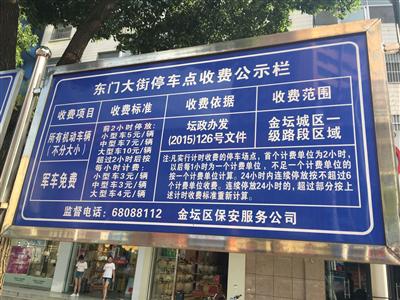 东门大街停车点收费公示栏
收费项目 收费标准 收费依据 收费范围
所有机动车辆
(不分大小)
军车免费
前2小时停放:
小型车5元/辆
中型车7元/辆
大型车10元/辆
超过2小时后按
每小时计费:
小型车3元/辆
中型车3元/辆
大型车4元/辆
坛政办发
(2015)126号文件
金坛城区一
级路段区域
注:凡实行计时收费的停车场点,首个计费单位为2小时,
以后每1小时为一个计费单位,不足一个计费单位的
按一个计费单位计算。24小时内连续停放按不超过6
个计费单位来收费。连续停放24小时的,超过部分按上
述计时收费标准重新计算。
监督电话:68088112 金坛区保安服务公司